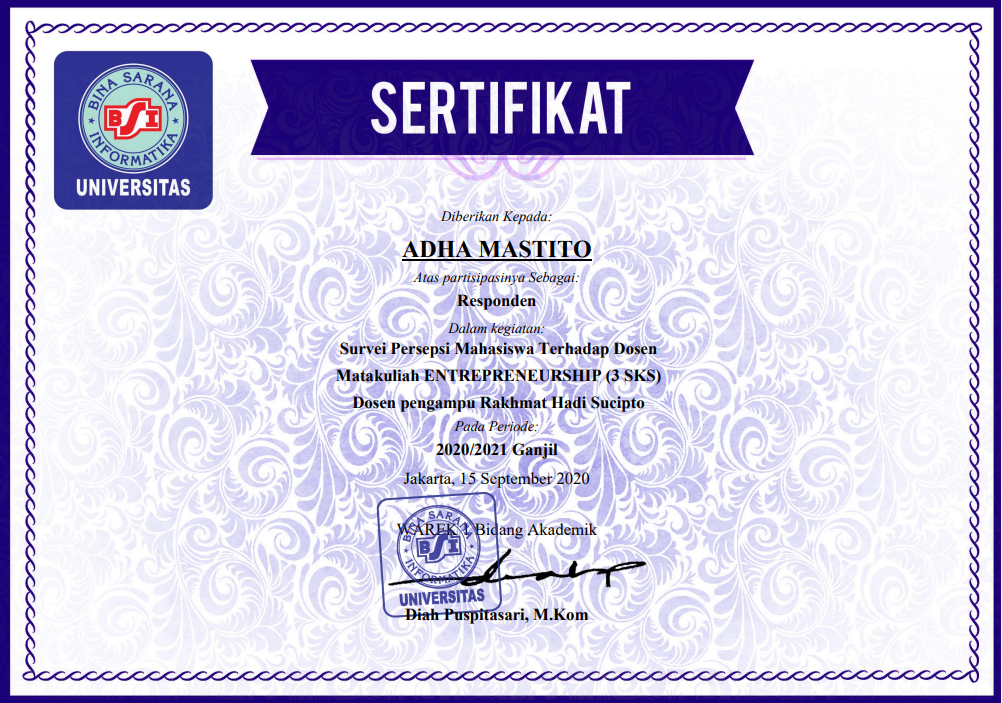 BINA SARANA
BSI
INFORMATIKA
UNIVERSITAS
SERTIFIKAT
Diberikan Kepada:
ADHA MASTITO
Atas partisipasinya Sebagai:
Responden
Dalam kegiatan:
Survei Persepsi Mahasiswa Terhadap Dosen
Matakuliah ENTREPRENEURSHIP (3 SKS)
Dosen pengampu Rakhmat Hadi Sucipto
Pada Periode:
2020/2021 Ganjil
Jakarta, 15 September 2020
WAREK 1 Bidang Akademik
BINA SARANA
BSI
INFORMATIKA
UNIVERSITAS
Diah Puspitasari, M.Kom